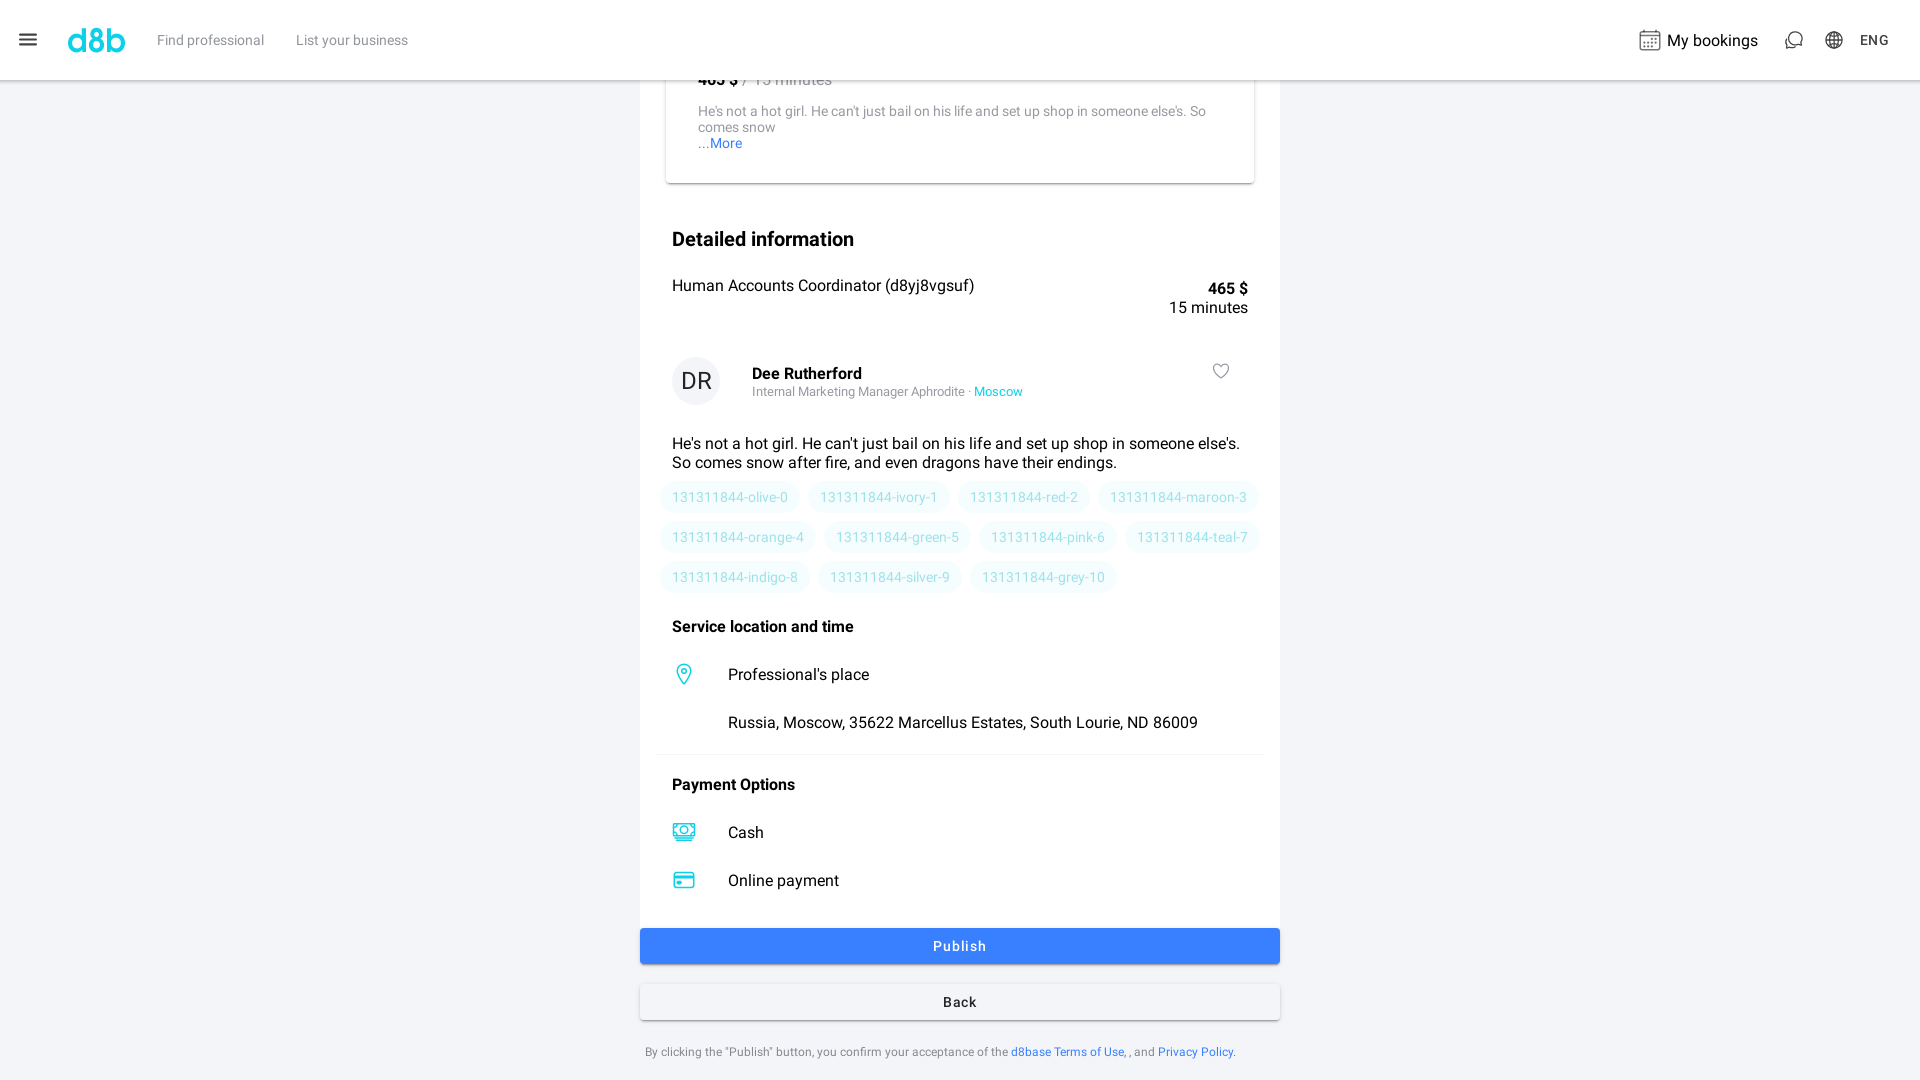 d8b
Find professional
List your business
My bookings
ENG
465 $ / 15 minutes
He's not a hot girl. He can't just bail on his life and set up shop in someone else's. So
comes snow
...More
Detailed information
Human Accounts Coordinator (d8yj8vgsuf)
465 $
15 minutes
DR
Dee Rutherford
Internal Marketing Manager Aphrodite · Moscow
He's not a hot girl. He can't just bail on his life and set up shop in someone else's.
So comes snow after fire, and even dragons have their endings.
131311844-olive-0 131311844-ivory-1 131311844-red-2 131311844-maroon-3
131311844-orange-4 131311844-green-5 131311844-pink-6 131311844-teal-7
131311844-indigo-8 131311844-silver-9 131311844-grey-10
Service location and time
Professional's place
Russia, Moscow, 35622 Marcellus Estates, South Lourie, ND 86009
Payment Options
Cash
Online payment
Publish
Back
By clicking the "Publish" button, you confirm your acceptance of the d8base Terms of Use, , and Privacy Policy.